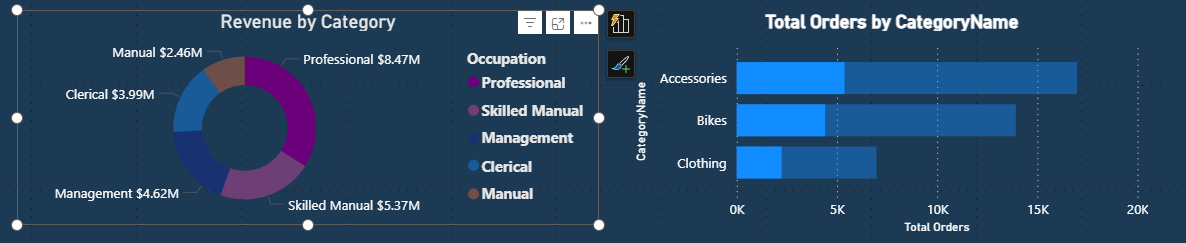 Revenue by Category
Manual $2.46M
Professional $8.47M
Clerical $3.99M
Management $4.62M
Skilled Manual $5.37M
Occupation
Professional
Skilled Manual
Management
Clerical
Manual
Total Orders by CategoryName
CategoryName
Accessories
Bikes
Clothing
0K
5K
10K
15K
20K
Total Orders